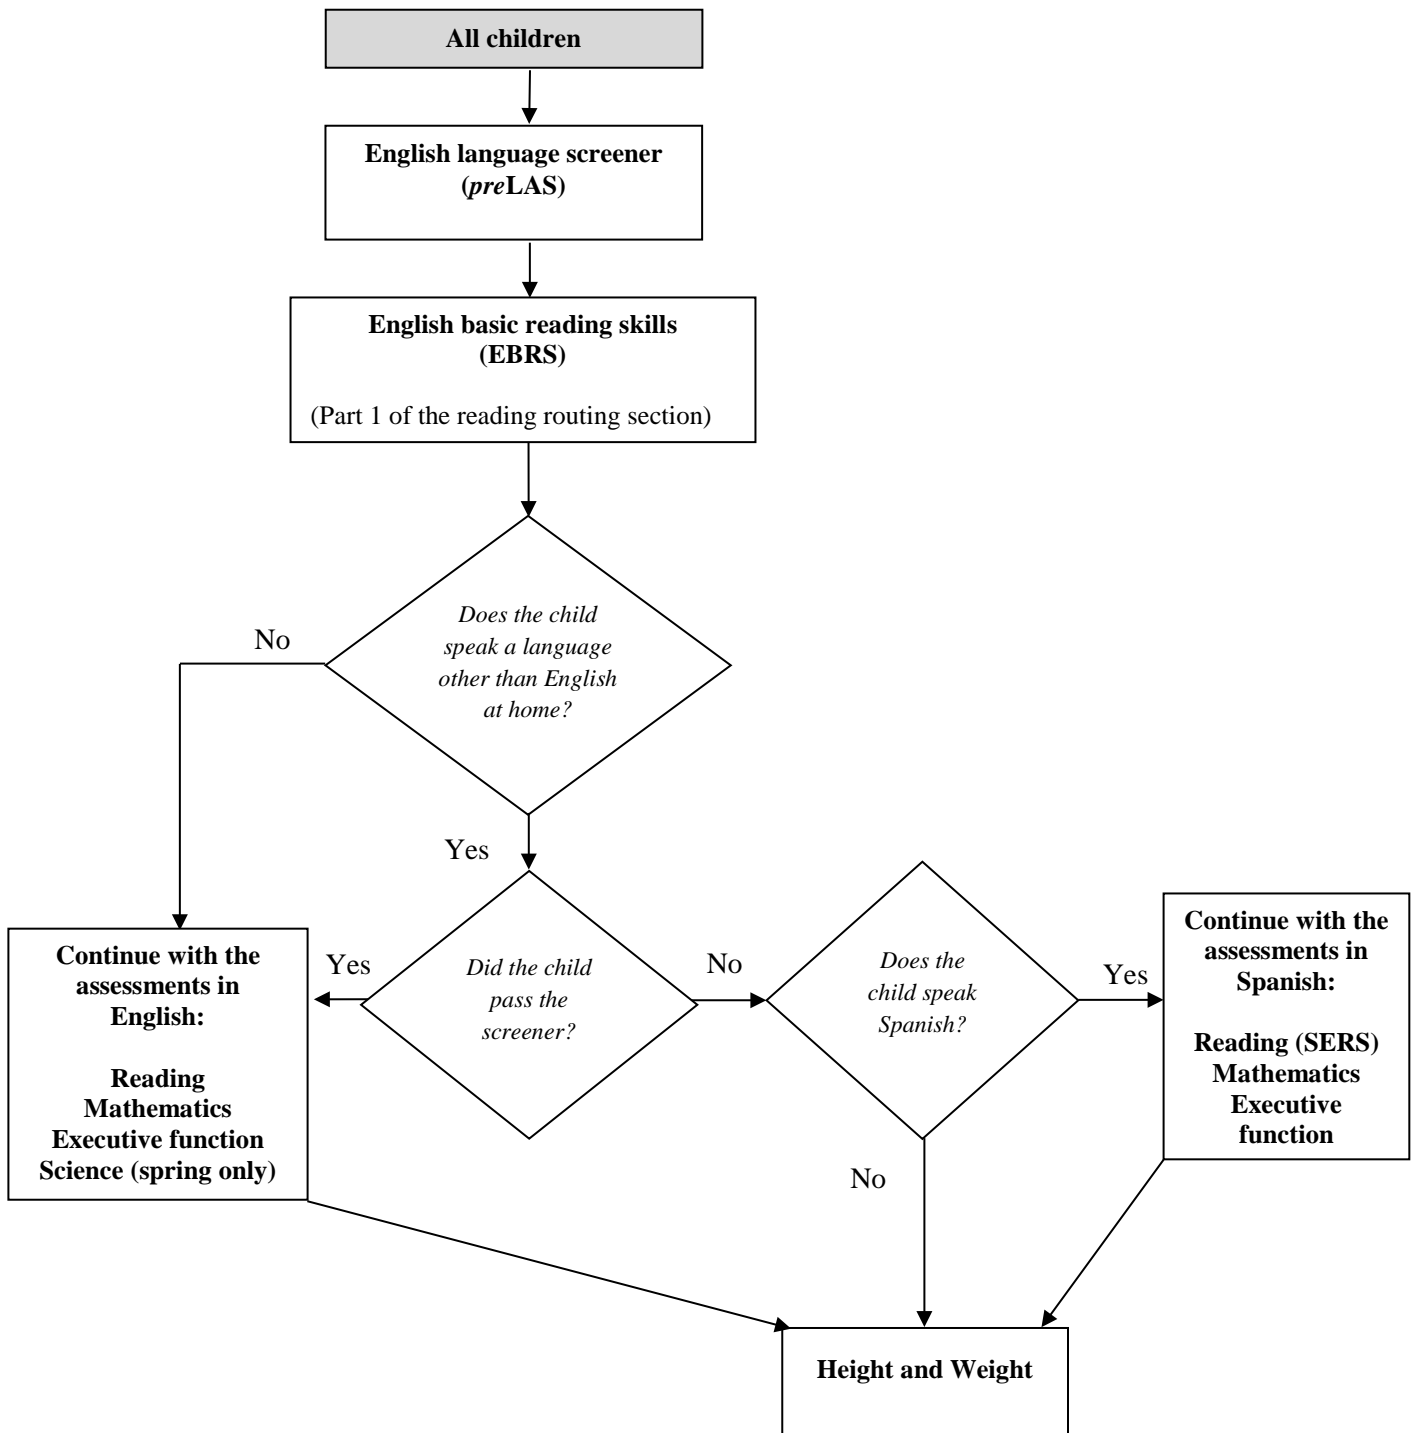 All children
English language screener
(preLAS)
English basic reading skills
(EBRS)
(Part 1 of the reading routing section)
Does the child
speak a language
other than English
at home?
No
Yes
Did the child
pass the
screener?
Yes
No
Does the
child speak
Spanish?
Yes
No
Continue with the
assessments in
English:
Reading
Mathematics
Executive function
Science (spring only)
Continue with the
assessments in
Spanish:
Reading (SERS)
Mathematics
Executive
function
Height and Weight